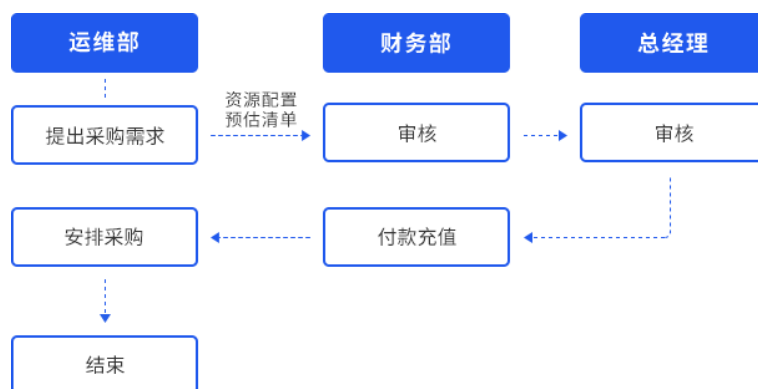 运维部
财务部
总经理
提出采购需求
资源配置
预估清单
审核
审核
安排采购
付款充值
结束